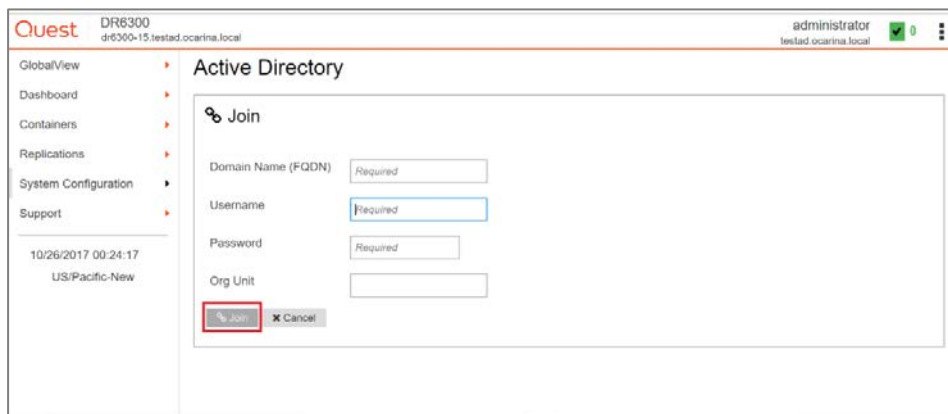 Quest
DR6300
dr6300-15.testad.ocarina.local
administrator
testad.ocarina.local
0
GlobalView
Dashboard
Containers
Replications
System Configuration
Support
10/26/2017 00:24:17
US/Pacific-New
Active Directory
Join
Domain Name (FQDN)
Required
Username
Required
Password
Required
Org Unit
Join
Cancel